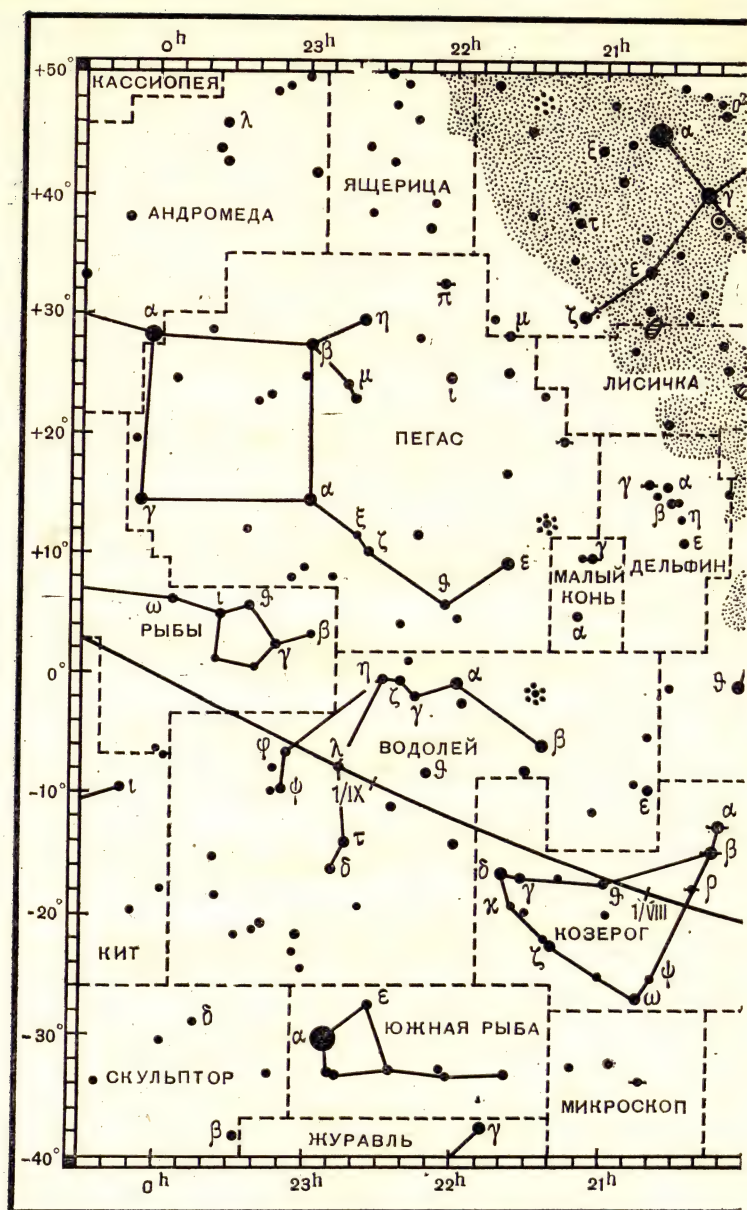 0h 23h 22h 21h
+50°
КАССИОПЕЯ
λ
ο²
α
ξ
ЯЩЕРИЦА
+40°
γ
АНДРОМЕДА
τ
ε
π
+30°
α
η
μ
ζ
β
μ
ι
ЛИСИЧКА
ПЕГАС
+20°
γ α
β
η
γ
α
ξ
ζ
ε
ε
+10°
γ
МАЛЫЙ
КОНЬ
ДЕЛЬФИН
α
ϑ
ω ι ϑ
РЫБЫ
γ
β
0°
η ζ γ α
ϑ
φ
λ
ВОДОЛЕЙ
β
ψ
ϑ
ι
1/IX
ε
-10°
α
τ
β
δ
δ
γ
ϑ
ρ
κ
1/VIII
-20°
КОЗЕРОГ
КИТ
ζ
ψ
ω
ε
δ
α
ЮЖНАЯ РЫБА
-30°
СКУЛЬПТОР
МИКРОСКОП
β
ЖУРАВЛЬ
γ
-40°
0h 23h 22h 21h